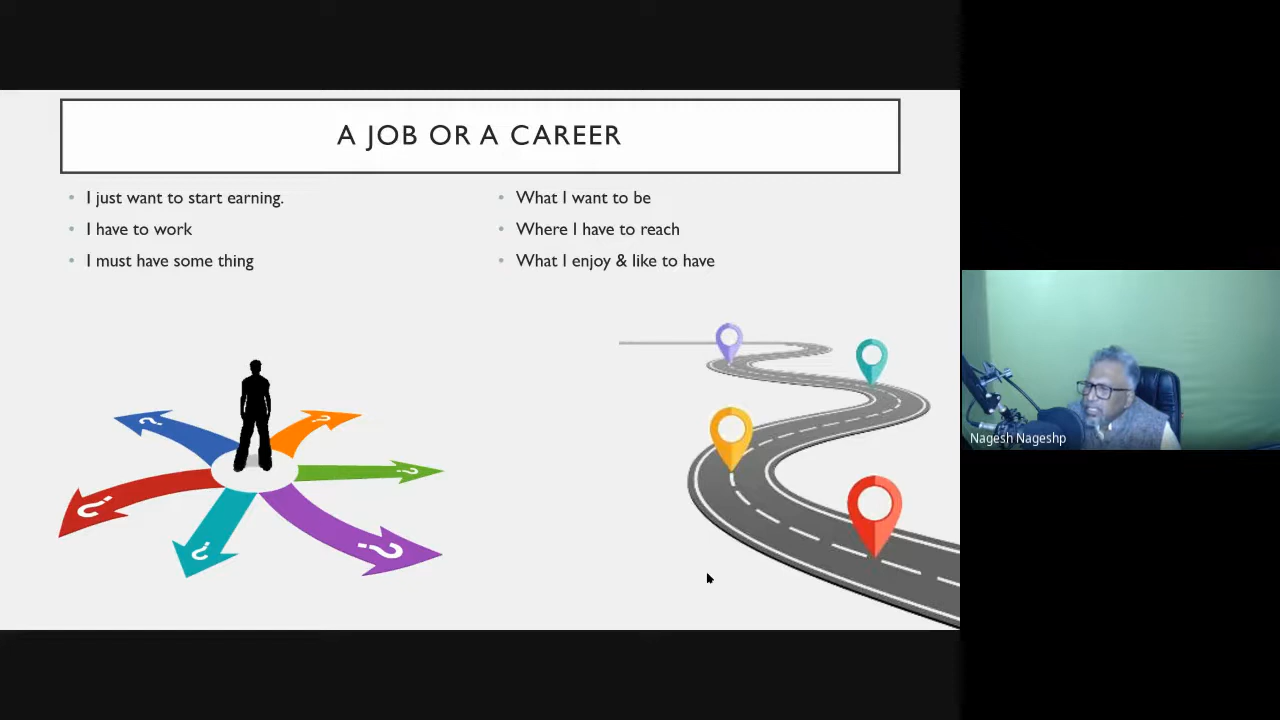 A JOB OR A CAREER
• I just want to start earning.
• I have to work
• I must have some thing
• What I want to be
• Where I have to reach
• What I enjoy & like to have
?
?
?
?
?
?
Nagesh Nageshp